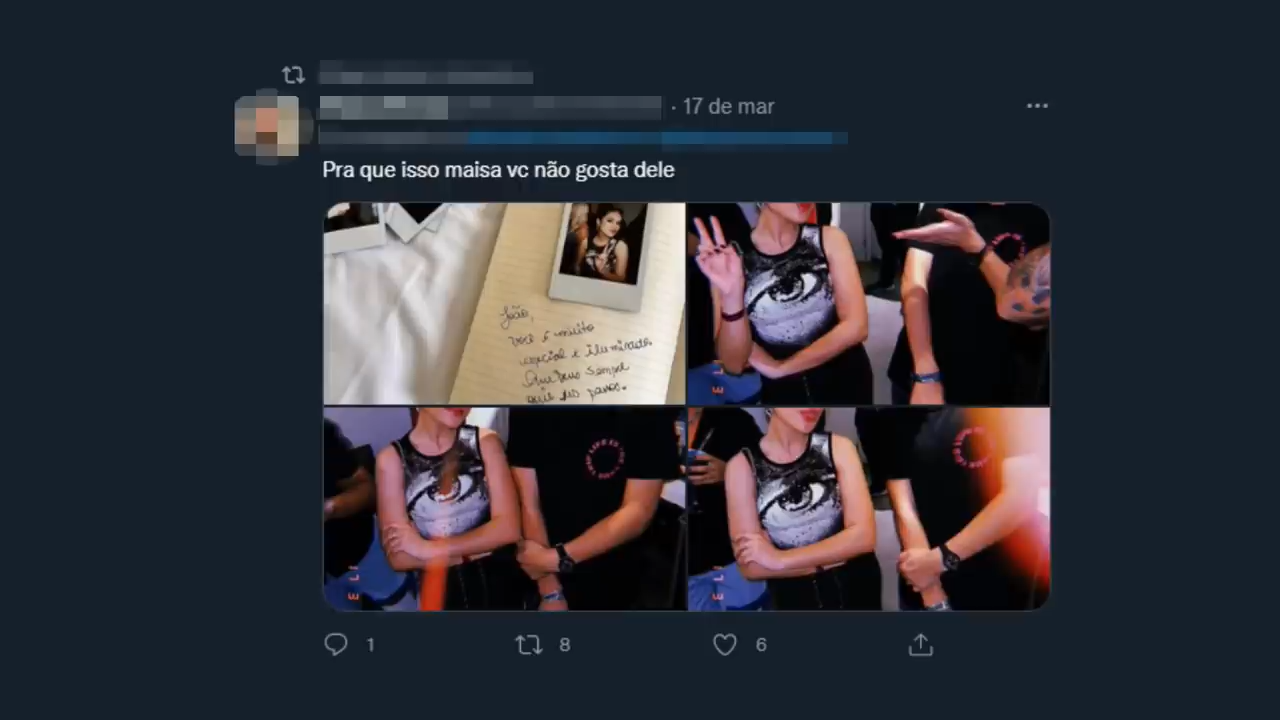 · 17 de mar
Pra que isso maisa vc não gosta dele
João,
você é muito
especial e iluminado.
Que Deus sempre
guie seus passos.
1
8
6